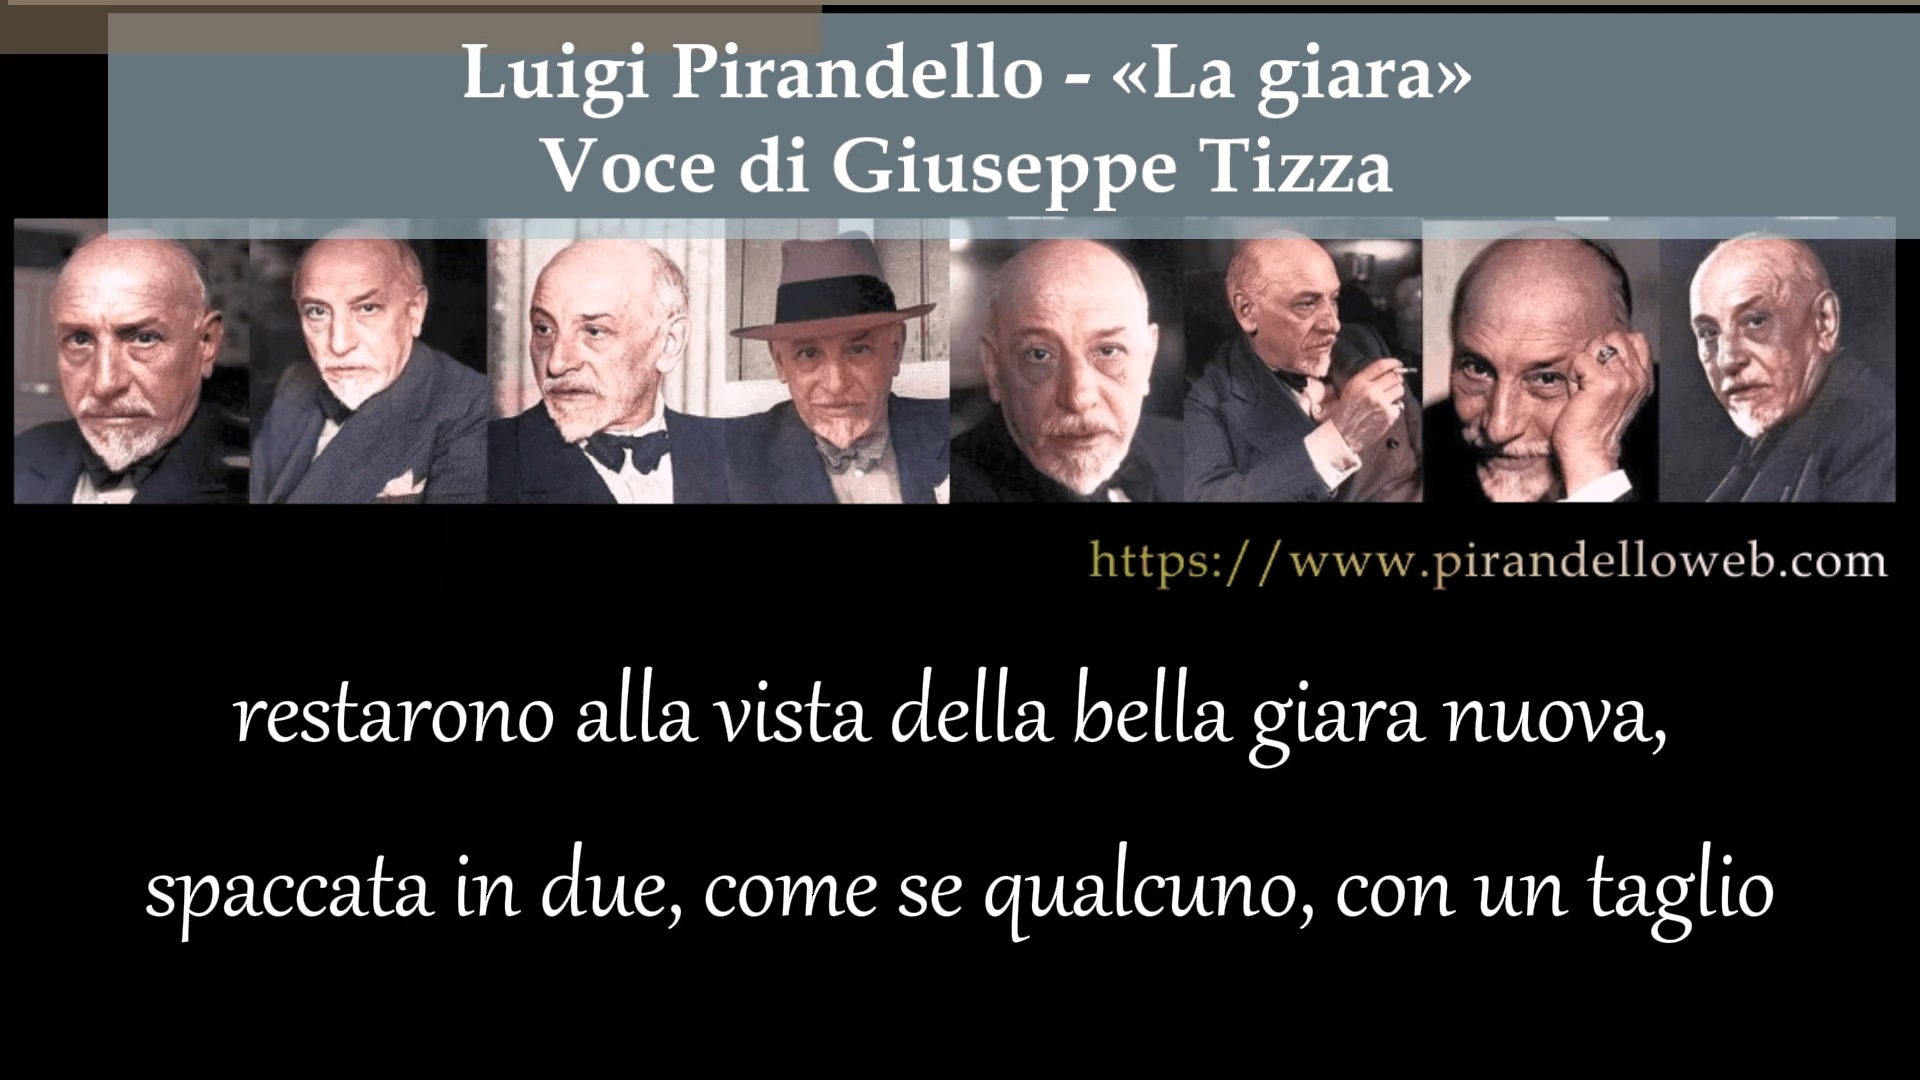 Luigi Pirandello - «La giara»
Voce di Giuseppe Tizza
https://www.pirandelloweb.com
restarono alla vista della bella giara nuova,
spaccata in due, come se qualcuno, con un taglio